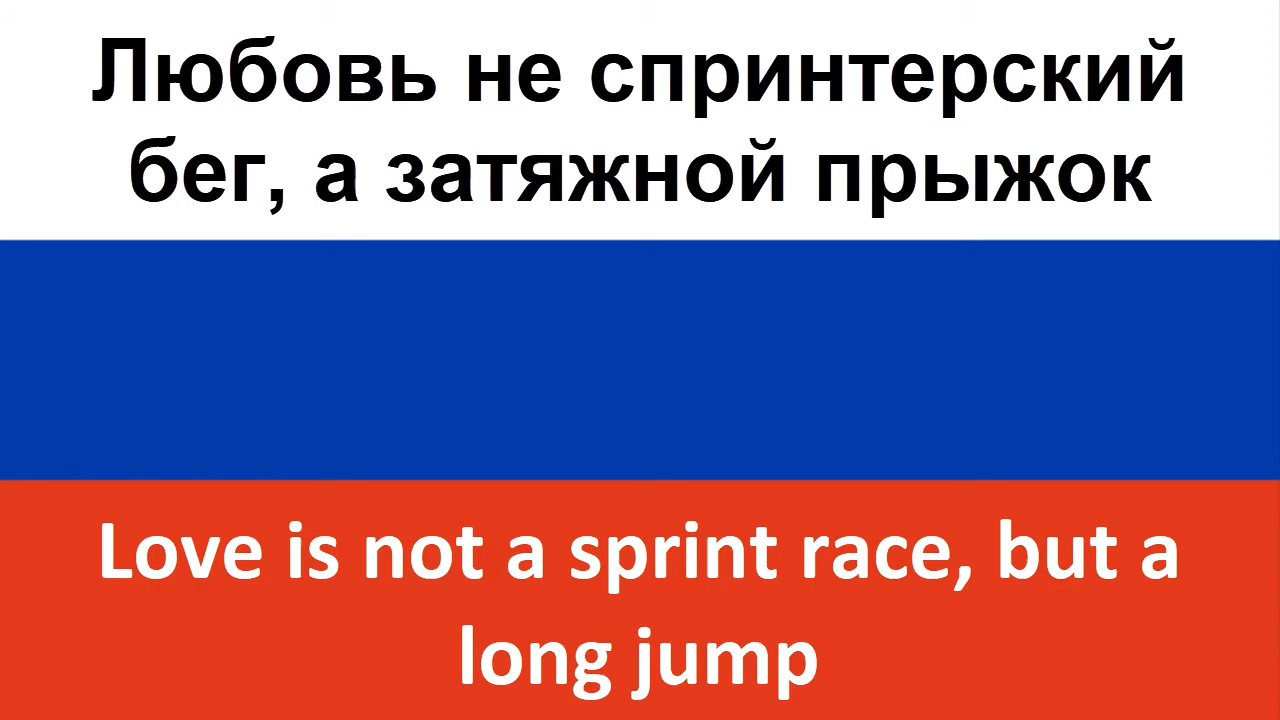 Любовь не спринтерский
бег, а затяжной прыжок
Love is not a sprint race, but a
long jump